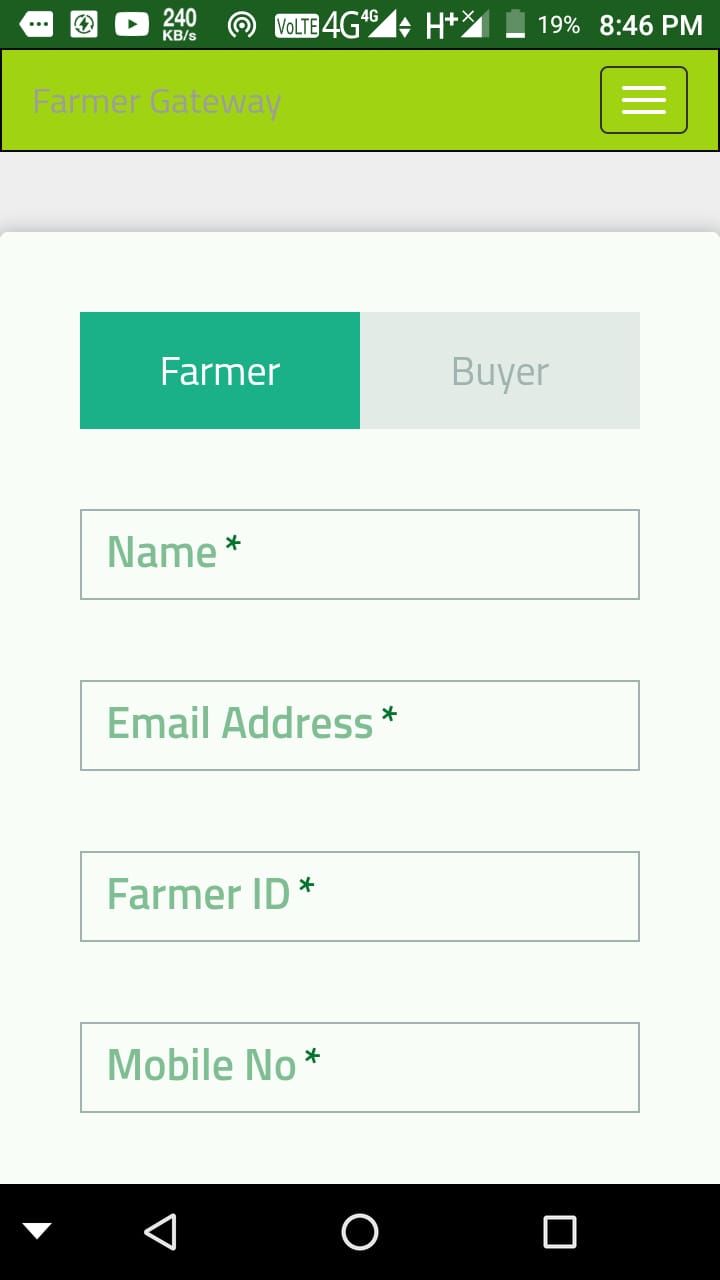 240 KB/s VoLTE 4G 4G H+ 19% 8:46 PM
Farmer Gateway
Farmer Buyer
Name *
Email Address *
Farmer ID *
Mobile No *